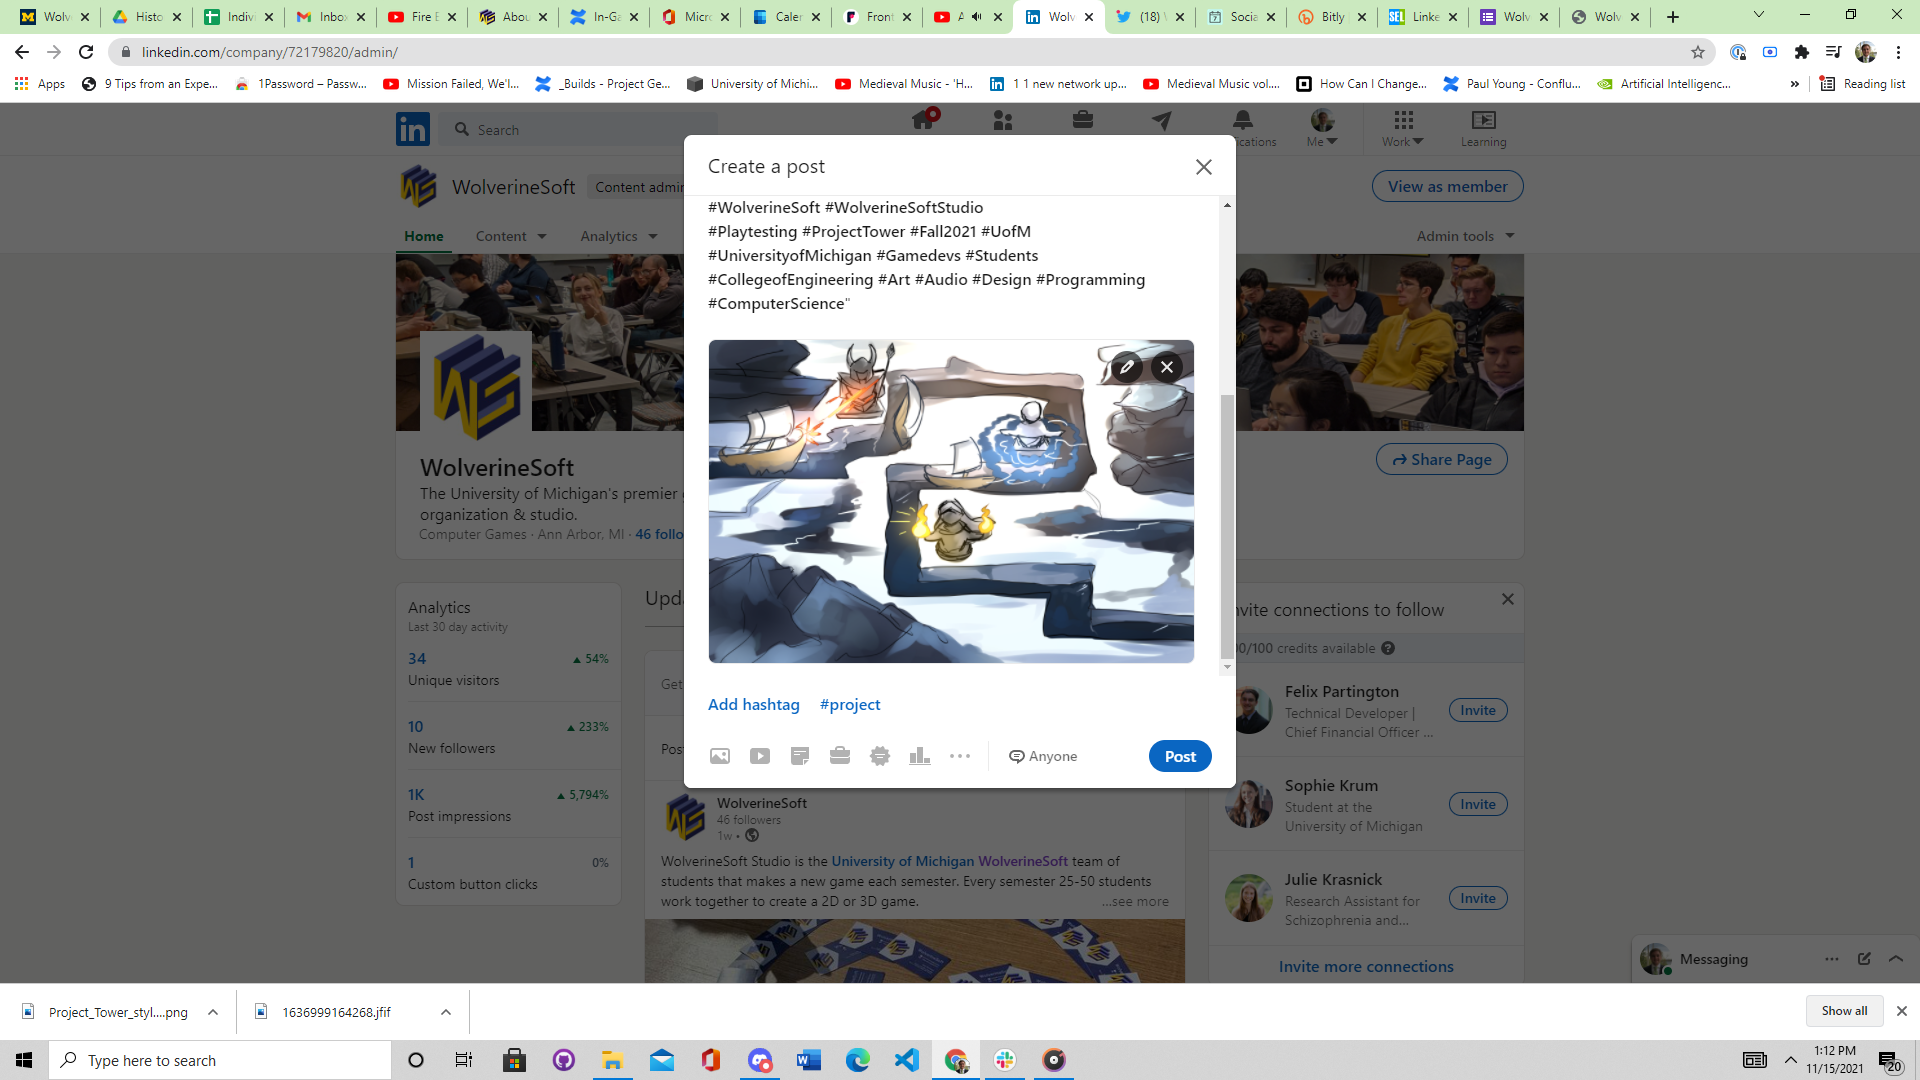 Wolv
Histo
Indivi
Inbox
Fire E
Abou
In-Ga
Micro
Caler
Front
A
Wolv
(18) \
Socia
Bitly |
Linke
Wolv
Wolv
linkedin.com/company/72179820/admin/
Apps
9 Tips from an Expe...
1Password – Passw...
Mission Failed, We'l...
_Builds - Project Ge...
University of Michi...
Medieval Music - 'H...
1 1 new network up...
Medieval Music vol....
How Can I Change...
Paul Young - Conflu...
Artificial Intelligenc...
»
Reading list
in
Search
ications
Me
Work
Learning
WolverineSoft
Content admin
View as member
Home
Content
Analytics
Admin tools
Create a post
#WolverineSoft #WolverineSoftStudio
#Playtesting #ProjectTower #Fall2021 #UofM
#UniversityofMichigan #Gamedevs #Students
#CollegeofEngineering #Art #Audio #Design #Programming
#ComputerScience"
Add hashtag
#project
Anyone
Post
WolverineSoft
The University of Michigan's premier
organization & studio.
Computer Games · Ann Arbor, MI · 46 follo
Share Page
Analytics
Last 30 day activity
34
54%
Unique visitors
10
233%
New followers
1K
5,794%
Post impressions
1
0%
Custom button clicks
Upda
Get
Post
WolverineSoft
46 followers
1w •
WolverineSoft Studio is the University of Michigan WolverineSoft team of
students that makes a new game each semester. Every semester 25-50 students
work together to create a 2D or 3D game.
...see more
nvite connections to follow
00/100 credits available
Felix Partington
Technical Developer |
Chief Financial Officer ...
Invite
Sophie Krum
Student at the
University of Michigan
Invite
Julie Krasnick
Research Assistant for
Schizophrenia and...
Invite
Invite more connections
Messaging
Project_Tower_styl....png
1636999164268.jfif
Show all
Type here to search
1:12 PM
11/15/2021
20